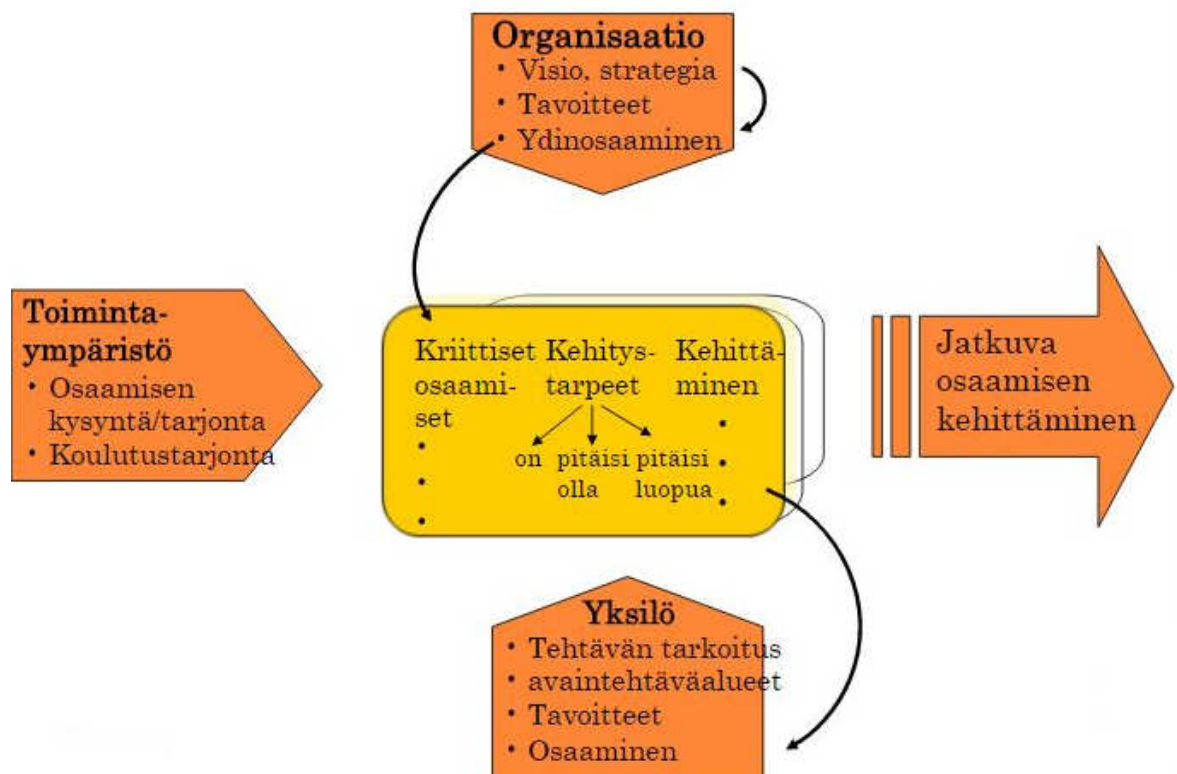 Organisaatio
• Visio, strategia
• Tavoitteet
• Ydinosaaminen
Toiminta-
ympäristö
• Osaamisen
kysyntä/tarjonta
• Koulutustarjonta
Kriittiset
osaami-
set
•
•
•
Kehitys-
tarpeet
on pitäisi pitäisi
olla luopua
Kehittä-
minen
•
•
•
Jatkuva
osaamisen
kehittäminen
Yksilö
• Tehtävän tarkoitus
• avaintehtäväalueet
• Tavoitteet
• Osaaminen